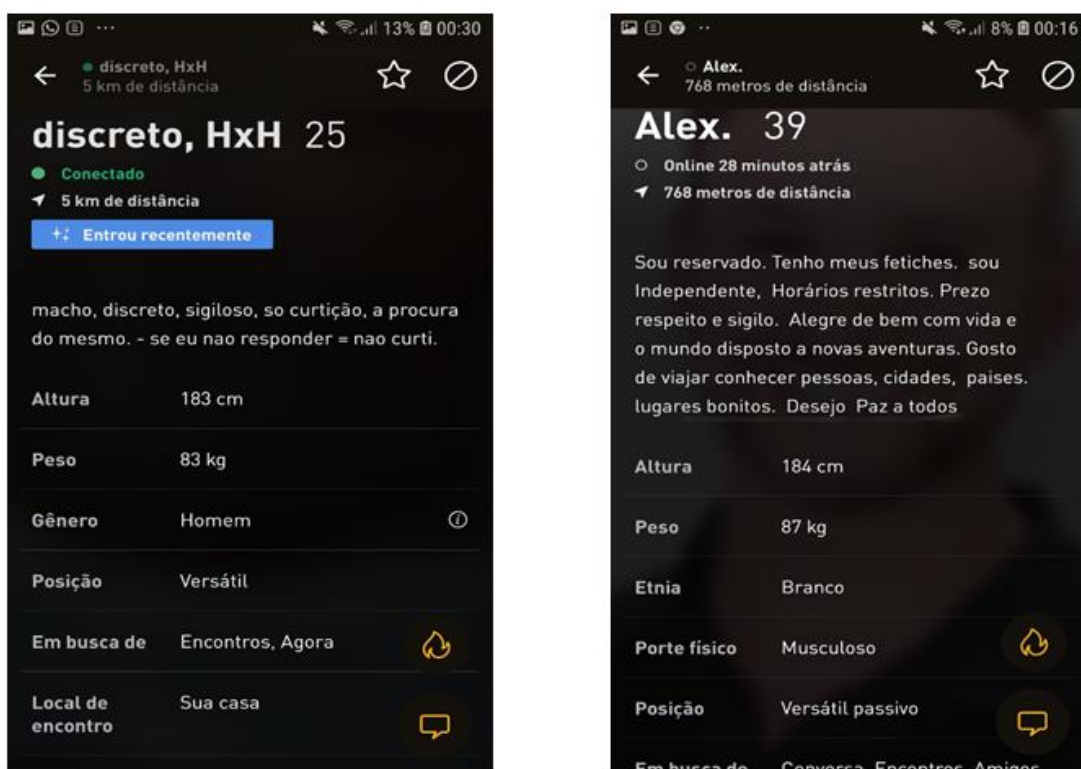 13% 00:30
discreto, HxH
5 km de distância
discreto, HxH 25
Conectado
5 km de distância
Entrou recentemente
macho, discreto, sigiloso, so curtição, a procura
do mesmo. - se eu nao responder = nao curti.
Altura 183 cm
Peso 83 kg
Gênero Homem
Posição Versátil
Em busca de Encontros, Agora
Local de Sua casa
encontro
8% 00:16
Alex.
768 metros de distância
Alex. 39
Online 28 minutos atrás
768 metros de distância
Sou reservado. Tenho meus fetiches. sou
Independente, Horários restritos. Prezo
respeito e sigilo. Alegre de bem com vida e
o mundo disposto a novas aventuras. Gosto
de viajar conhecer pessoas, cidades, paises.
lugares bonitos. Desejo Paz a todos
Altura 184 cm
Peso 87 kg
Etnia Branco
Porte físico Musculoso
Posição Versátil passivo
Em busca de Conversa, Encontros, Amigos